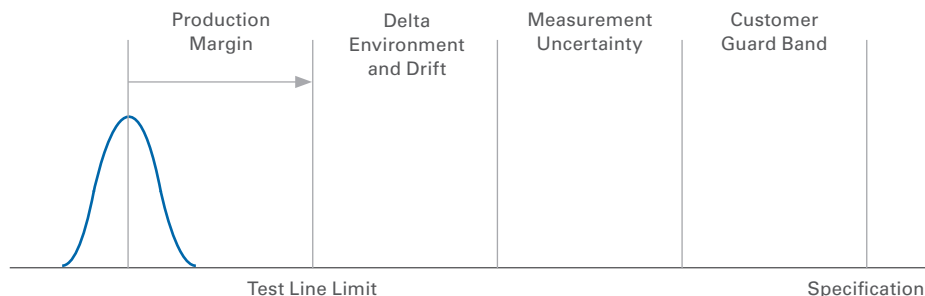 Production
Margin
Delta
Environment
and Drift
Measurement
Uncertainty
Customer
Guard Band
Test Line Limit
Specification